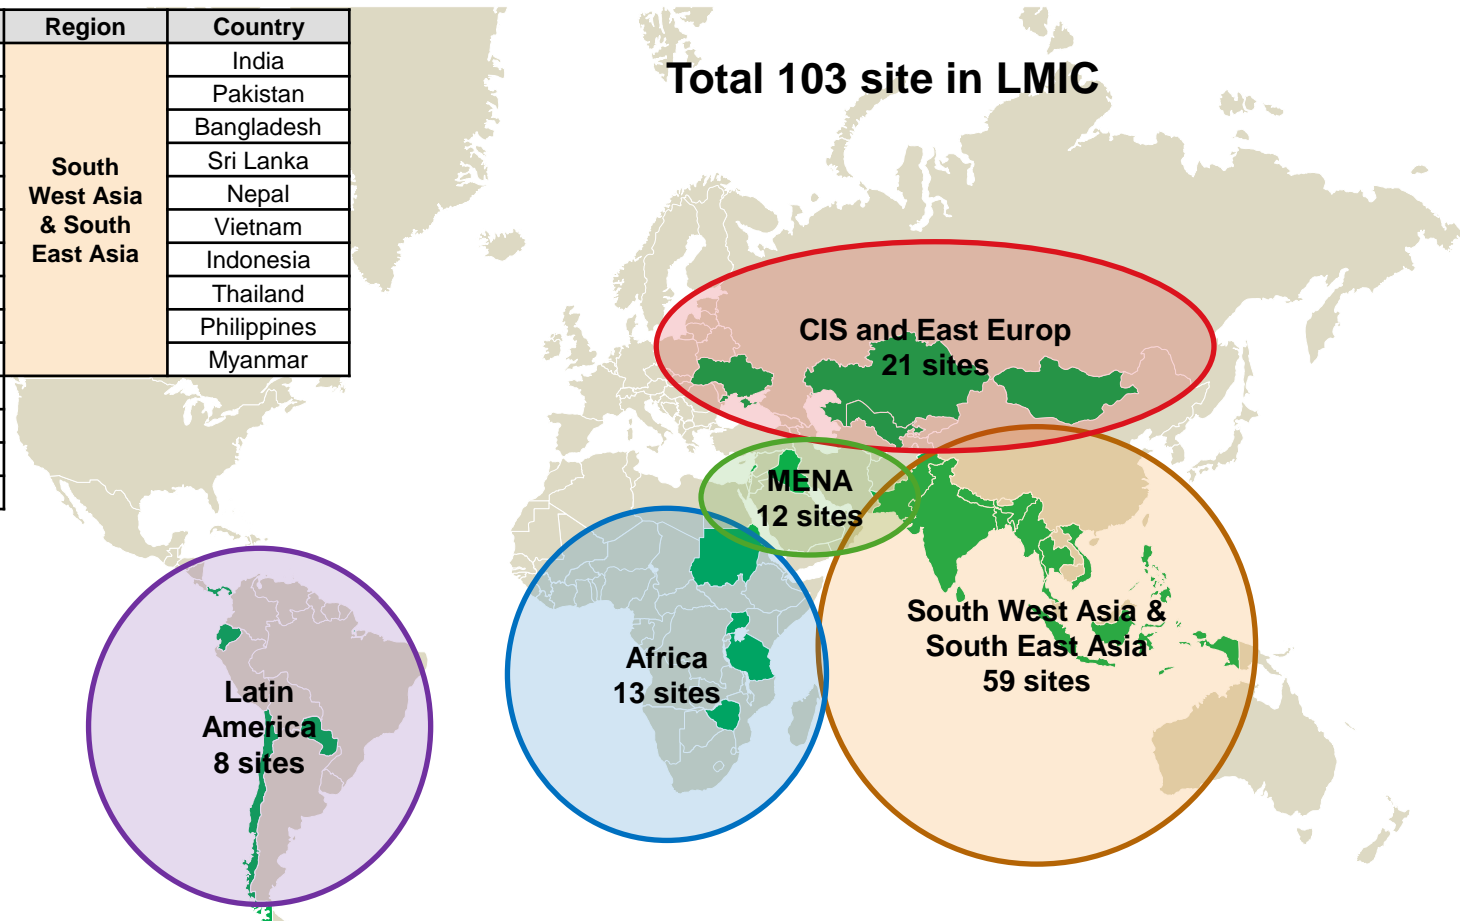 Region Country
South
West Asia
& South
East Asia
India
Pakistan
Bangladesh
Sri Lanka
Nepal
Vietnam
Indonesia
Thailand
Philippines
Myanmar
Total 103 site in LMIC
CIS and East Europ
21 sites
MENA
12 sites
South West Asia &
South East Asia
59 sites
Africa
13 sites
Latin
America
8 sites